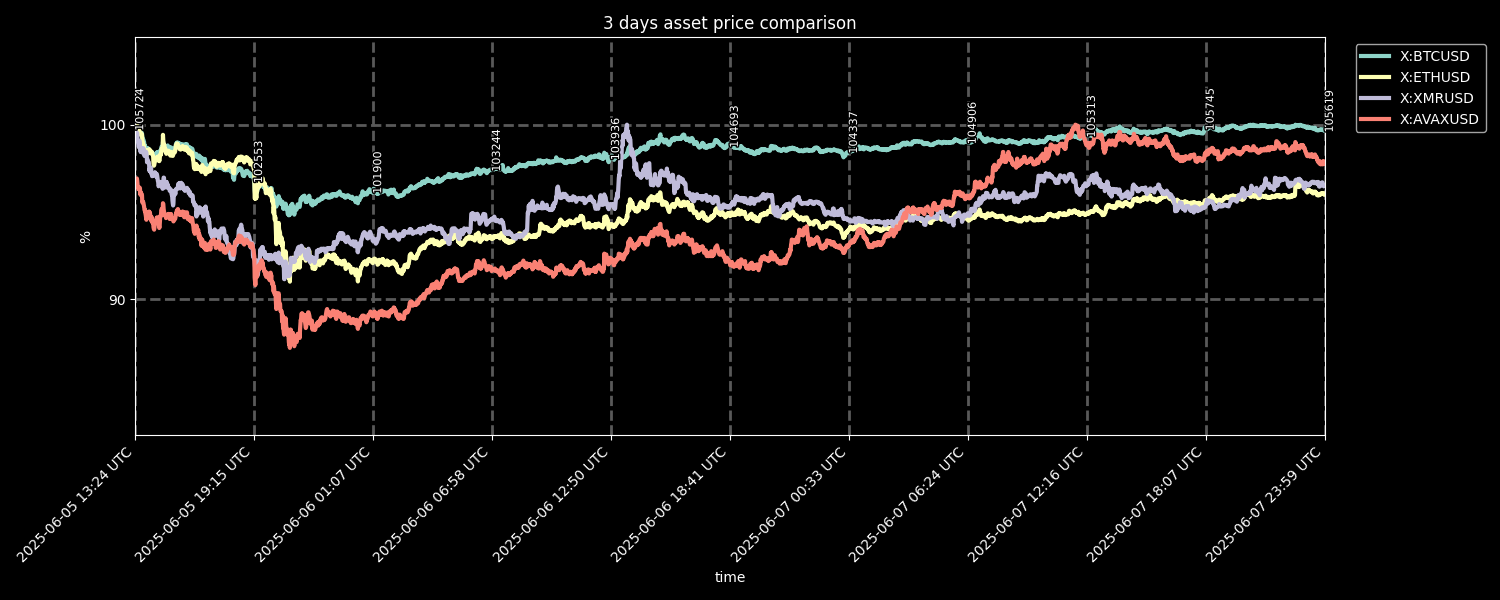 3 days asset price comparison
X:BTCUSD
X:ETHUSD
X:XMRUSD
X:AVAXUSD
100
90
%
105724
102553
101900
103244
103936
104693
104337
104906
105313
105745
105619
2025-06-05 13:24 UTC
2025-06-05 19:15 UTC
2025-06-06 01:07 UTC
2025-06-06 06:58 UTC
2025-06-06 12:50 UTC
2025-06-06 18:41 UTC
2025-06-07 00:33 UTC
2025-06-07 06:24 UTC
2025-06-07 12:16 UTC
2025-06-07 18:07 UTC
2025-06-07 23:59 UTC
time